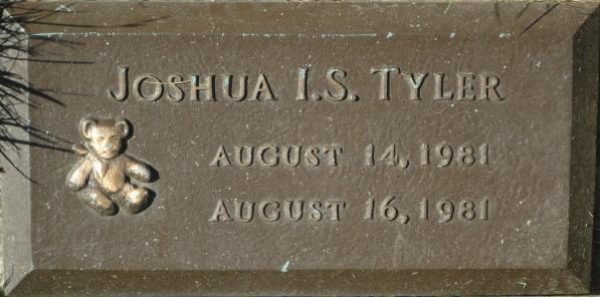 JOSHUA I.S. TYLER
AUGUST 14, 1981
AUGUST 16, 1981